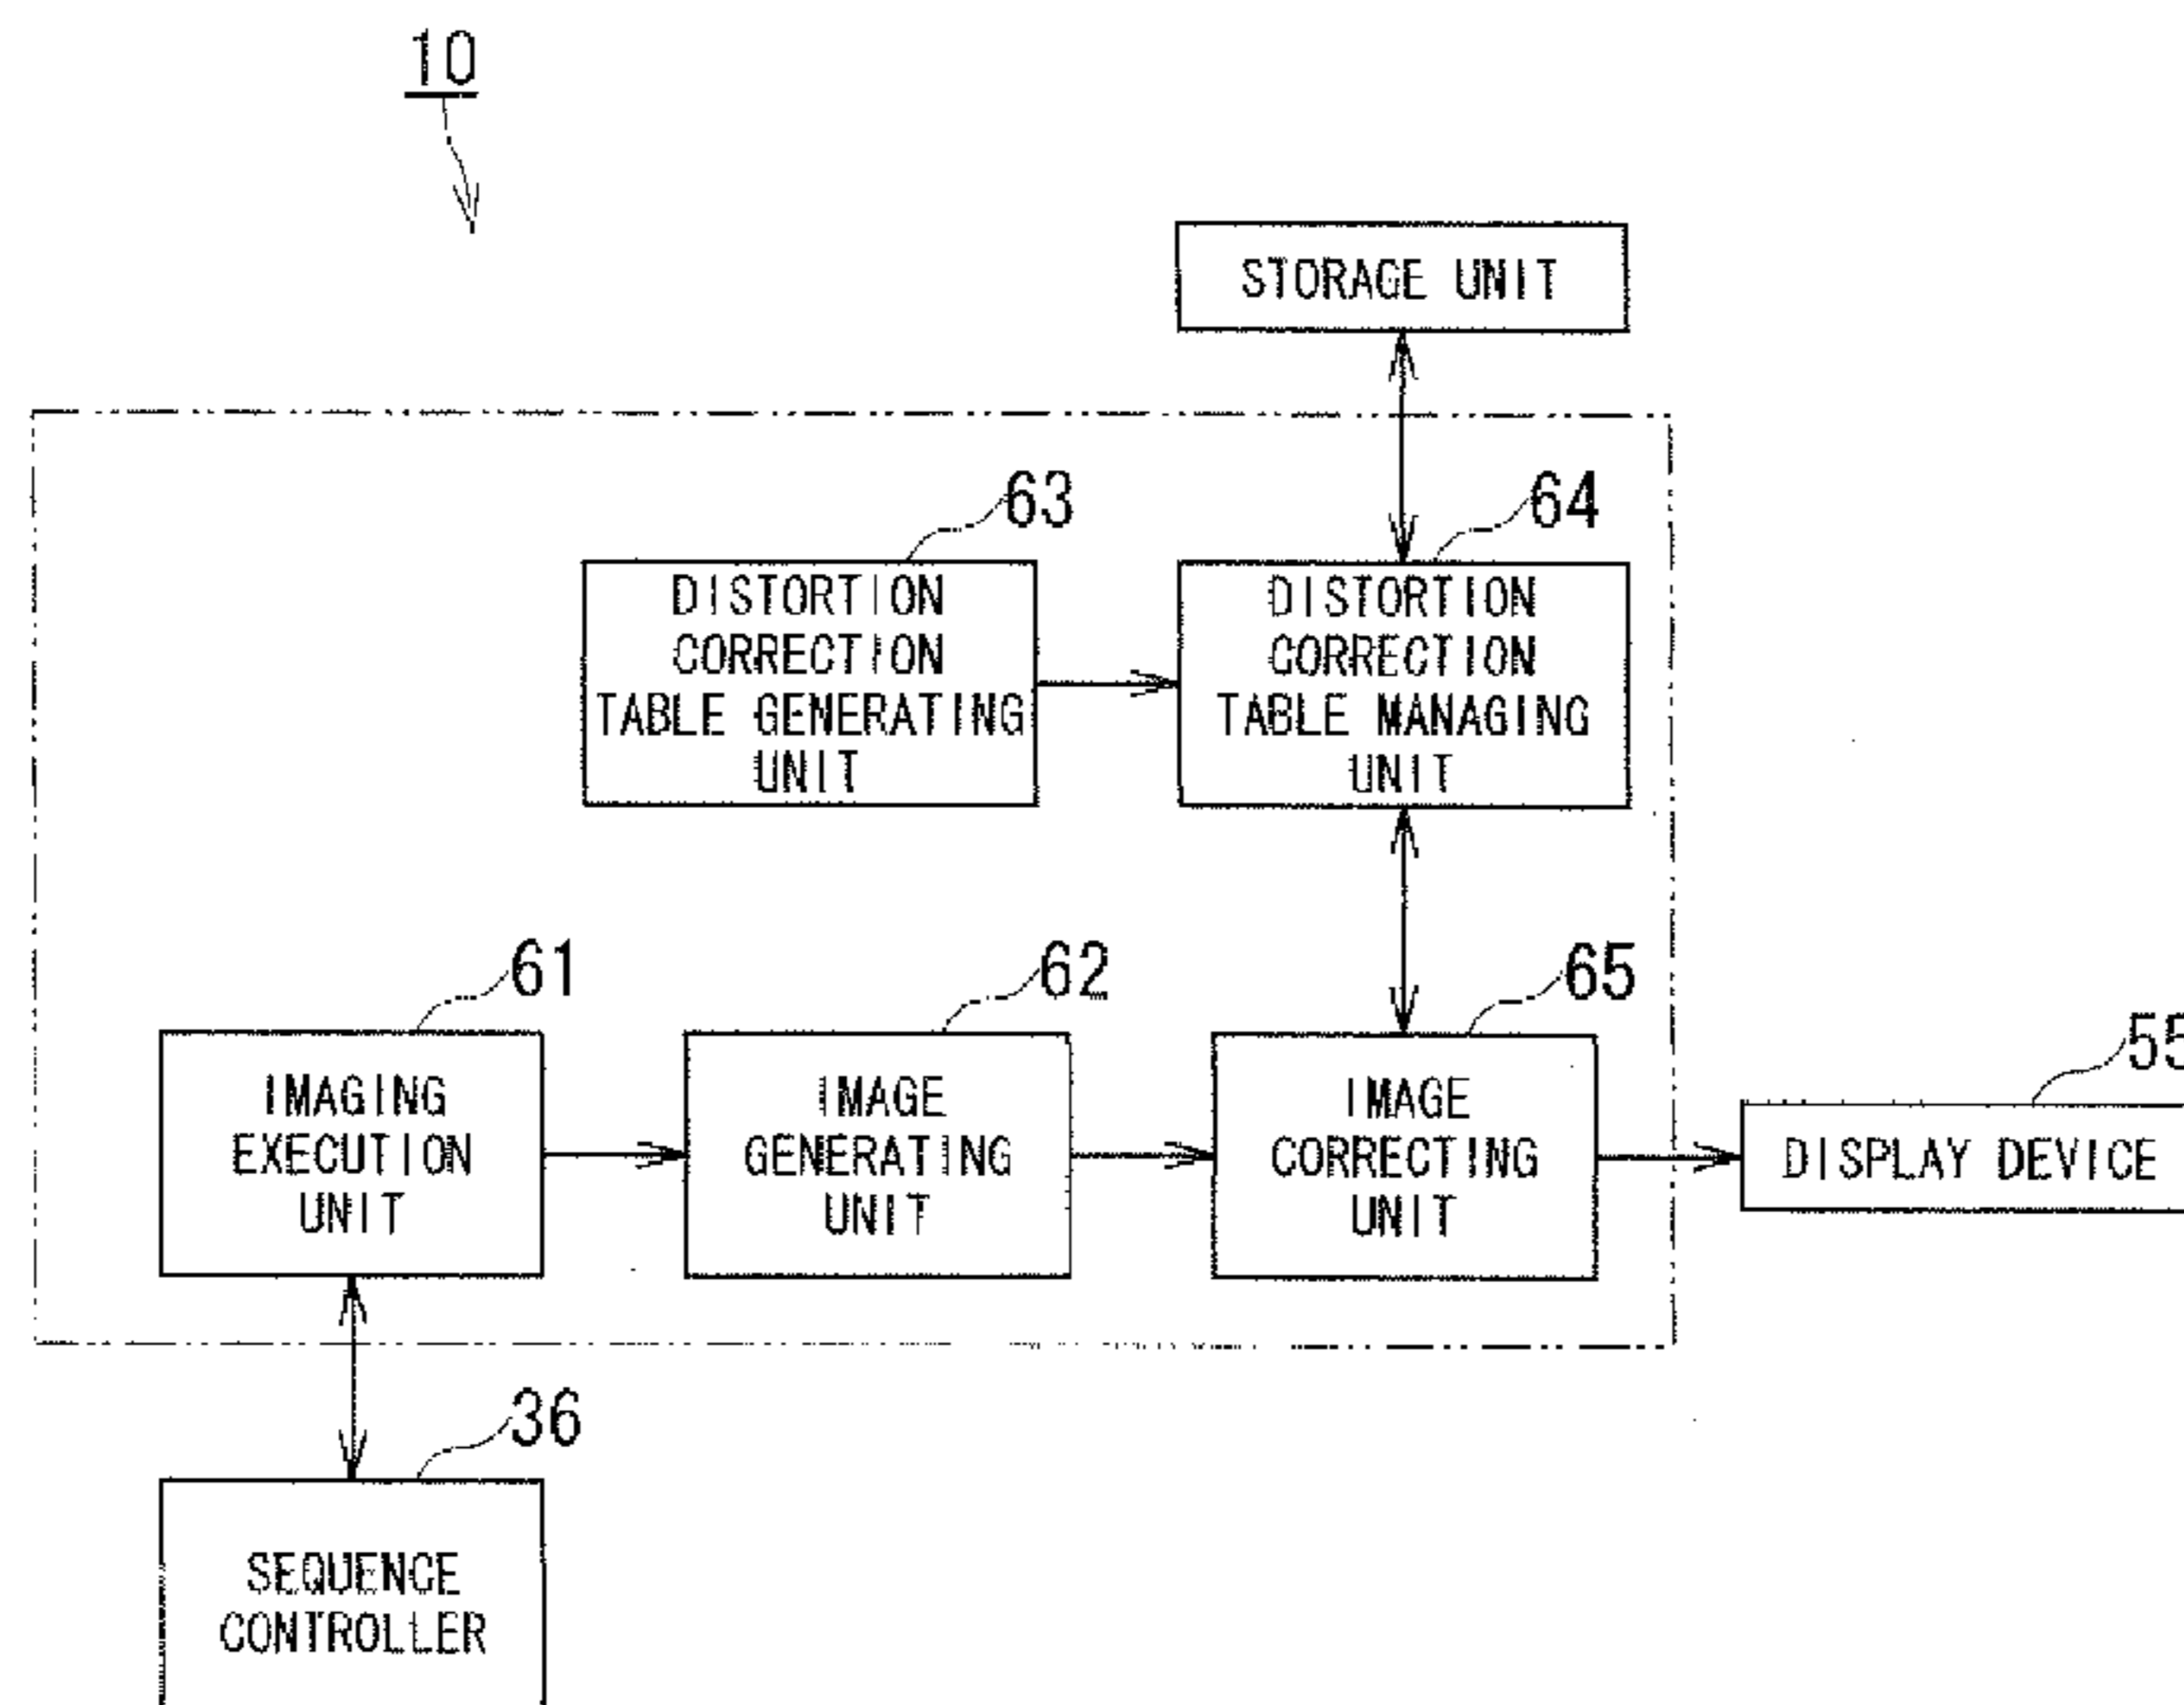 10
STORAGE UNIT
63
64
DISTORTION
CORRECTION
TABLE GENERATING
UNIT
DISTORTION
CORRECTION
TABLE MANAGING
UNIT
61
62
65
55
IMAGING
EXECUTION
UNIT
IMAGE
GENERATING
UNIT
IMAGE
CORRECTING
UNIT
DISPLAY DEVICE
36
SEQUENCE
CONTROLLER